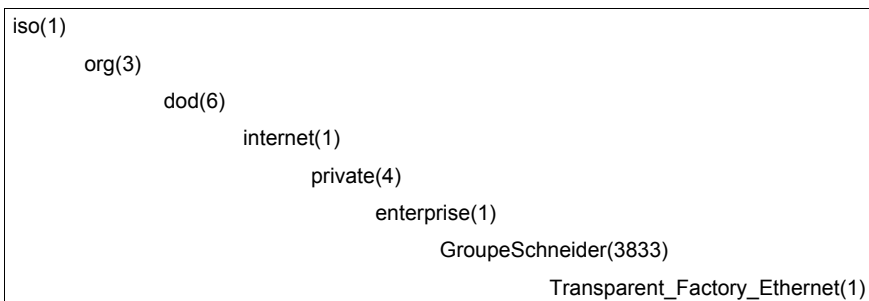 iso(1)
org(3)
dod(6)
internet(1)
private(4)
enterprise(1)
GroupeSchneider(3833)
Transparent_Factory_Ethernet(1)